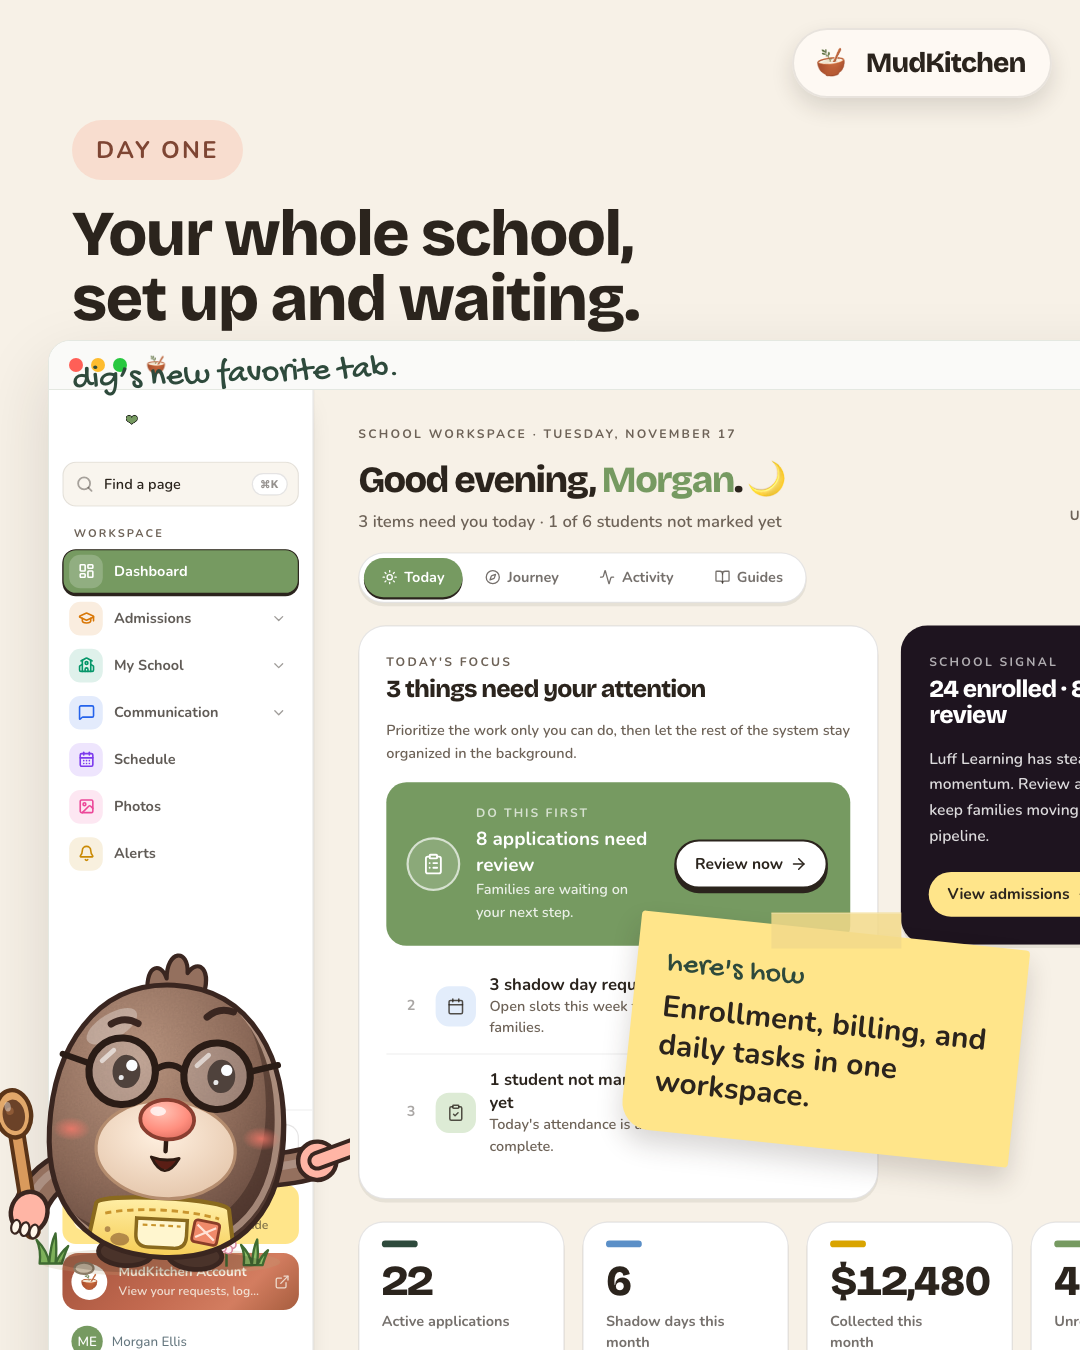 MudKitchen
DAY ONE
Your whole school,
set up and waiting.
dig's new favorite tab.
Find a page
⌘K
WORKSPACE
Dashboard
Admissions
My School
Communication
Schedule
Photos
Alerts
MudKitchen Account
View your requests, log...
ME
Morgan Ellis
SCHOOL WORKSPACE · TUESDAY, NOVEMBER 17
Good evening, Morgan.
3 items need you today · 1 of 6 students not marked yet
Today
Journey
Activity
Guides
TODAY'S FOCUS
3 things need your attention
Prioritize the work only you can do, then let the rest of the system stay
organized in the background.
DO THIS FIRST
8 applications need
review
Families are waiting on
your next step.
Review now
2
3 shadow day
Open slots this week
families.
3
1 student not
yet
Today's attendance is
complete.
SCHOOL SIGNAL
24 enrolled · 8
review
Luff Learning has
momentum. Review
keep families moving
pipeline.
View admissions
here's how
Enrollment, billing, and
daily tasks in one
workspace.
22
Active applications
6
Shadow days this
month
$12,480
Collected this
month